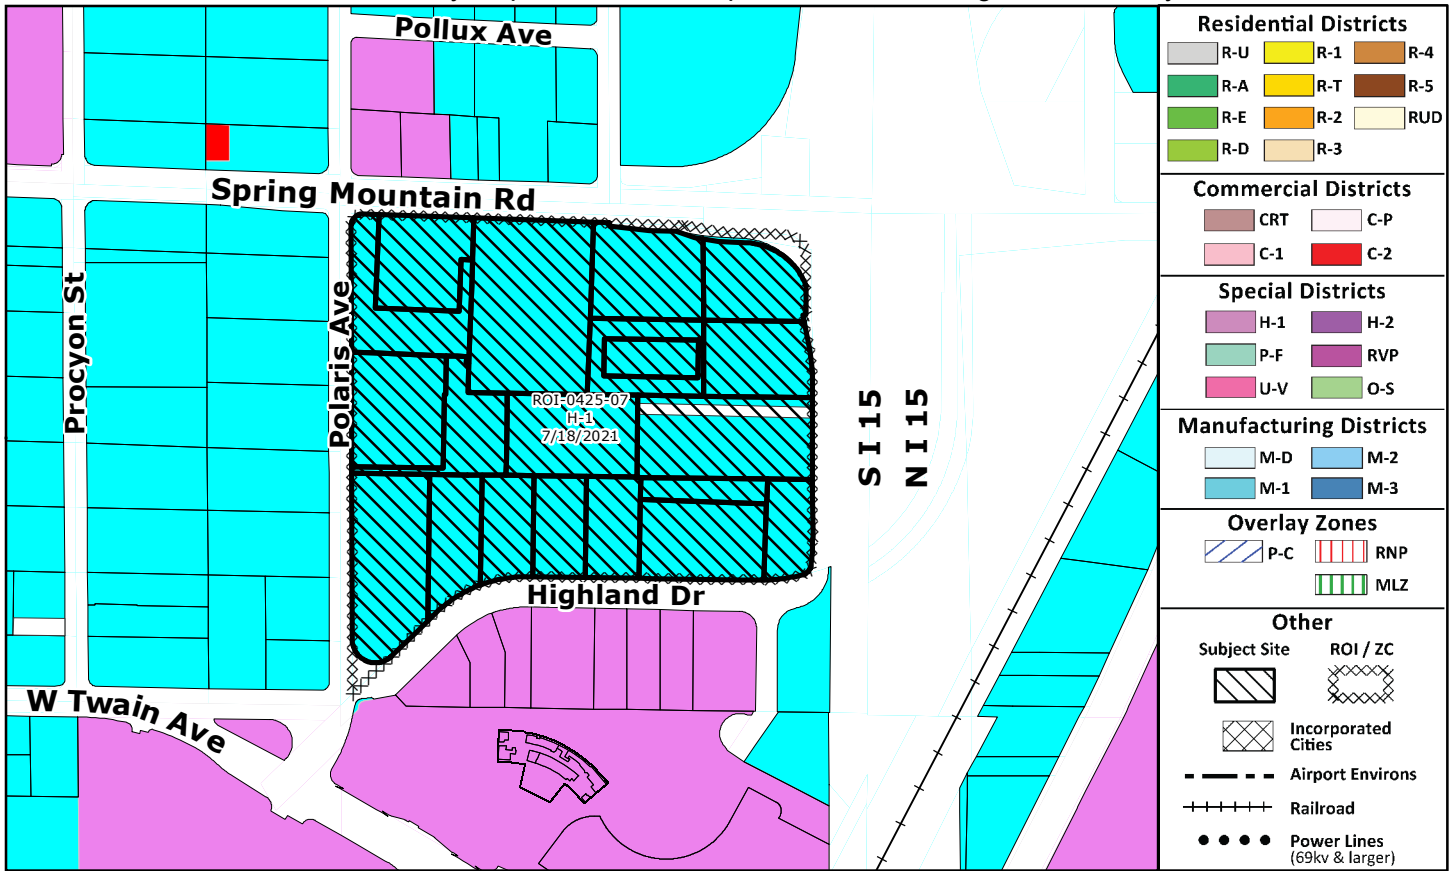 Pollux Ave
Spring Mountain Rd
Procyon St
Polaris Ave
ROI-0425-07
H-1
7/18/2021
S I 15
N I 15
Highland Dr
W Twain Ave
Residential Districts
R-U
R-1
R-4
R-A
R-T
R-5
R-E
R-2
RUD
R-D
R-3
Commercial Districts
CRT
C-P
C-1
C-2
Special Districts
H-1
H-2
P-F
RVP
U-V
O-S
Manufacturing Districts
M-D
M-2
M-1
M-3
Overlay Zones
P-C
RNP
MLZ
Other
Subject Site
ROI / ZC
Incorporated
Cities
Airport Environs
Railroad
Power Lines
(69kv & larger)